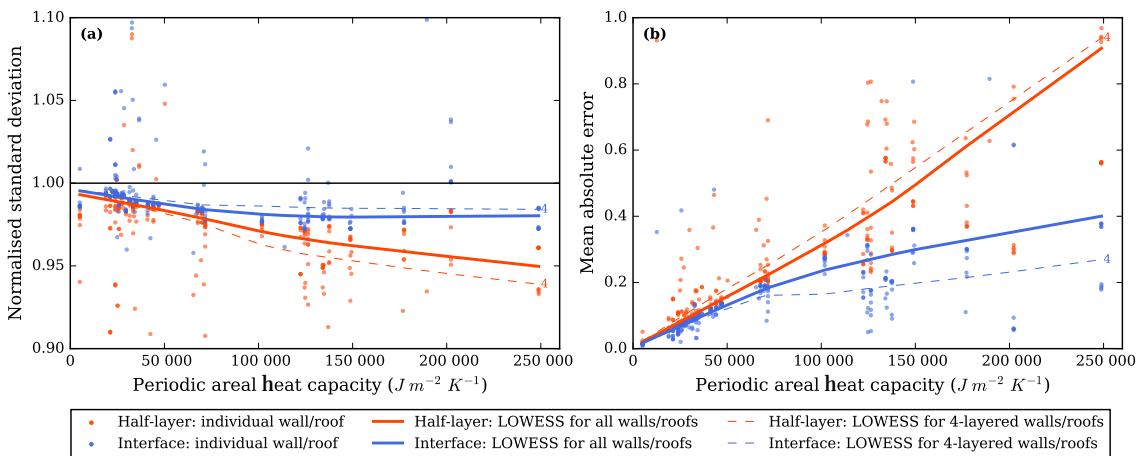 (a)
1.10
1.05
1.00
0.95
0.90
Normalised standard deviation
4
4
0
50 000
100 000
150 000
200 000
250 000
Periodic areal heat capacity (J m⁻² K⁻¹)
(b)
1.0
0.8
0.6
0.4
0.2
0.0
Mean absolute error
4
4
0
50 000
100 000
150 000
200 000
250 000
Periodic areal heat capacity (J m⁻² K⁻¹)
Half-layer: individual wall/roof
Half-layer: LOWESS for all walls/roofs
Half-layer: LOWESS for 4-layered walls/roofs
Interface: individual wall/roof
Interface: LOWESS for all walls/roofs
Interface: LOWESS for 4-layered walls/roofs